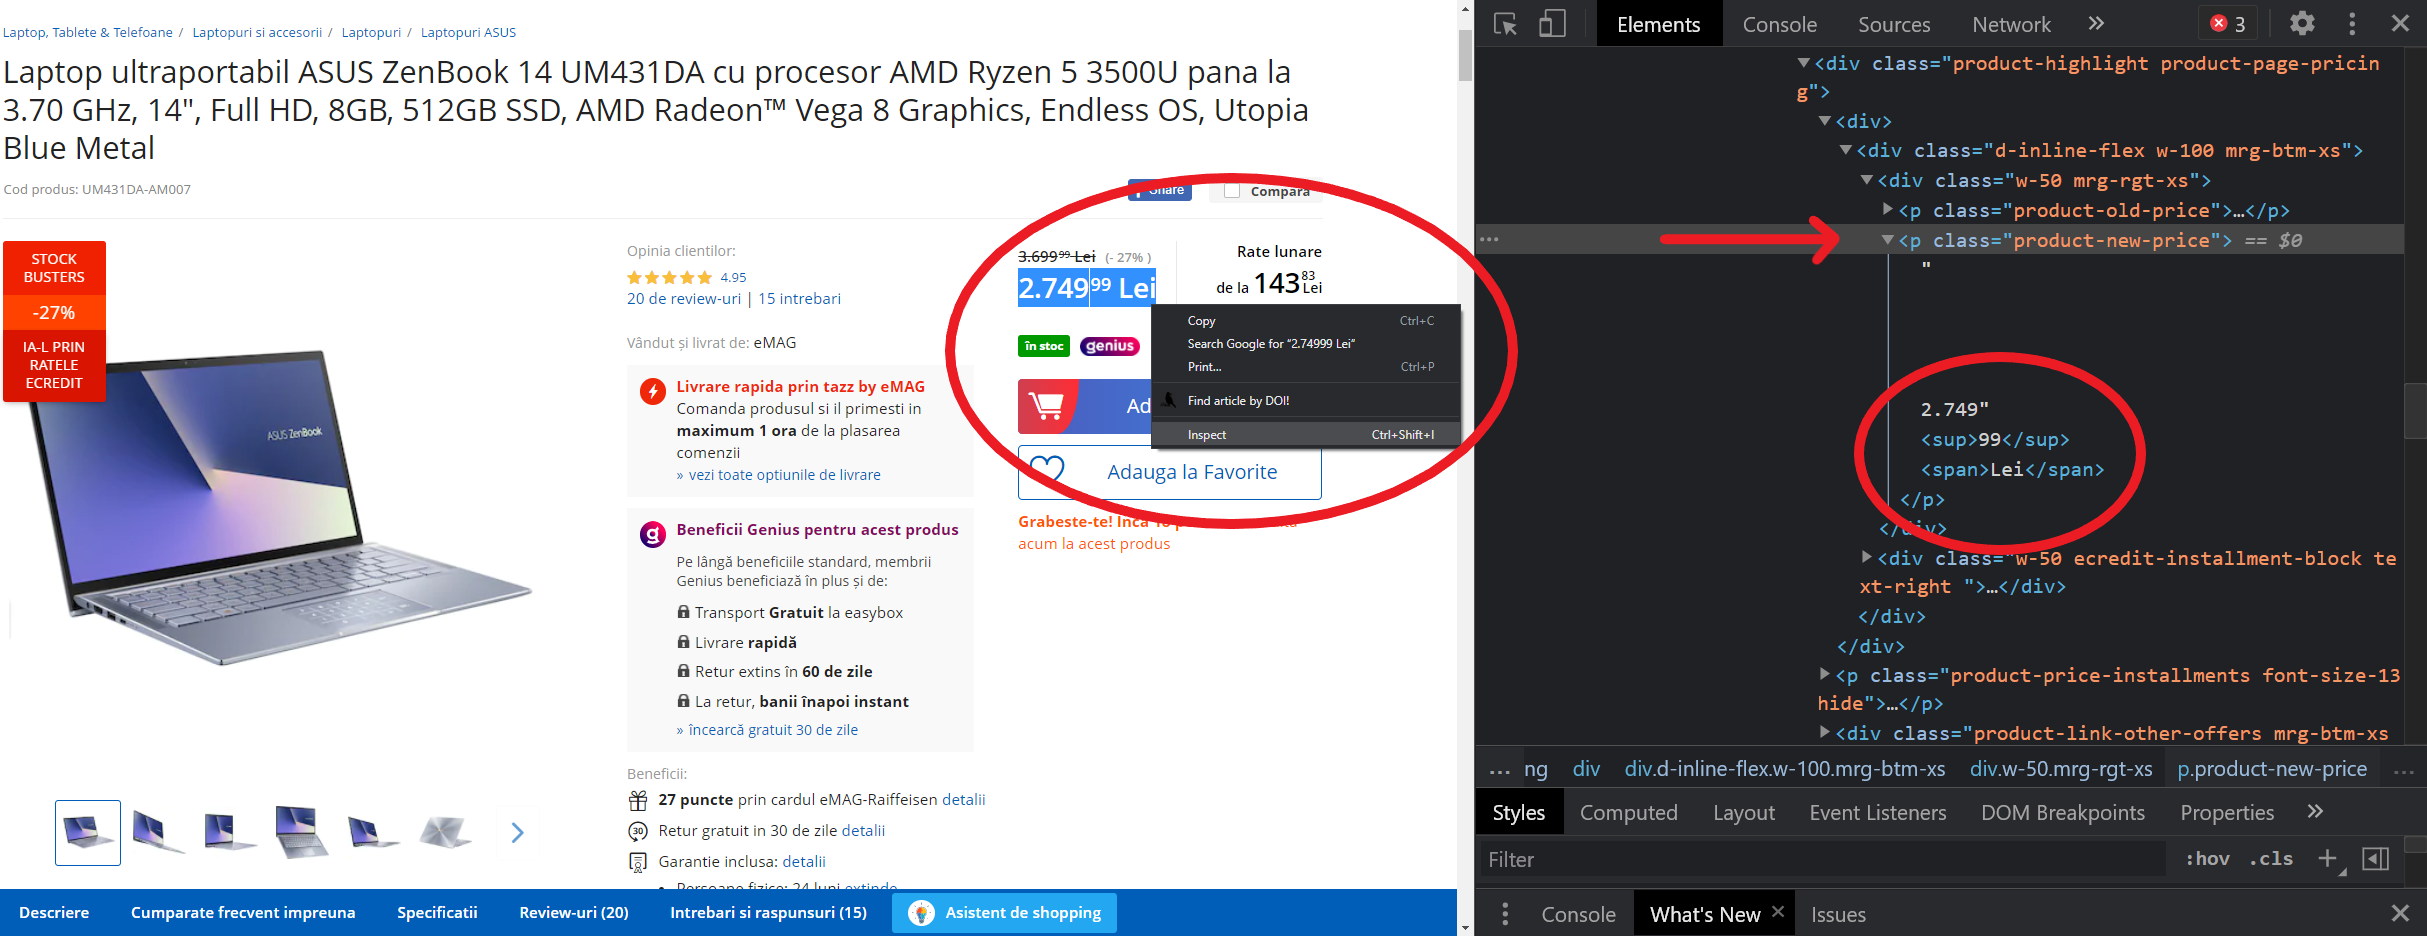 Laptop, Tablete & Telefoane / Laptopuri si accesorii / Laptopuri / Laptopuri ASUS
Laptop ultraportabil ASUS ZenBook 14 UM431DA cu procesor AMD Ryzen 5 3500U pana la
3.70 GHz, 14", Full HD, 8GB, 512GB SSD, AMD Radeon™ Vega 8 Graphics, Endless OS, Utopia
Blue Metal
Cod produs: UM431DA-AM007
Share
Compara
STOCK
BUSTERS
-27%
IA-L PRIN
RATELE
ECREDIT
ASUS ZenBook
Opinia clientilor:
4.95
20 de review-uri | 15 intrebari
Vândut și livrat de: eMAG
Livrare rapida prin tazz by eMAG
Comanda produsul si il primesti in
maximum 1 ora de la plasarea
comenzii
» vezi toate optiunile de livrare
Beneficii Genius pentru acest produs
Pe lângă beneficiile standard, membrii
Genius beneficiază în plus și de:
Transport Gratuit la easybox
Livrare rapidă
Retur extins în 60 de zile
La retur, banii înapoi instant
» încearcă gratuit 30 de zile
Beneficii:
27 puncte prin cardul eMAG-Raiffeisen detalii
30 Retur gratuit in 30 de zile detalii
Garantie inclusa: detalii
• Persoane fizice: 24 luni extinde
3.699⁹⁹ Lei (- 27% )
2.749⁹⁹ Lei
Rate lunare
de la 143⁸³ Lei
în stoc genius
Ad
Adauga la Favorite
Grabeste-te! Inca
acum la acest produs
Copy Ctrl+C
Search Google for “2.74999 Lei”
Print... Ctrl+P
Find article by DOI!
Inspect Ctrl+Shift+I
Descriere Cumparate frecvent impreuna Specificatii Review-uri (20) Intrebari si raspunsuri (15) Asistent de shopping
Elements Console Sources Network » 3
<div class="product-highlight product-page-pricin
g">
<div>
<div class="d-inline-flex w-100 mrg-btm-xs">
<div class="w-50 mrg-rgt-xs">
<p class="product-old-price">…</p>
… <p class="product-new-price"> == $0
"
2.749"
<sup>99</sup>
<span>Lei</span>
</p>
</div>
<div class="w-50 ecredit-installment-block te
xt-right ">…</div>
</div>
</div>
<p class="product-price-installments font-size-13
hide">…</p>
<div class="product-link-other-offers mrg-btm-xs
… ng div div.d-inline-flex.w-100.mrg-btm-xs div.w-50.mrg-rgt-xs p.product-new-price …
Styles Computed Layout Event Listeners DOM Breakpoints Properties »
Filter :hov .cls +
Console What's New × Issues